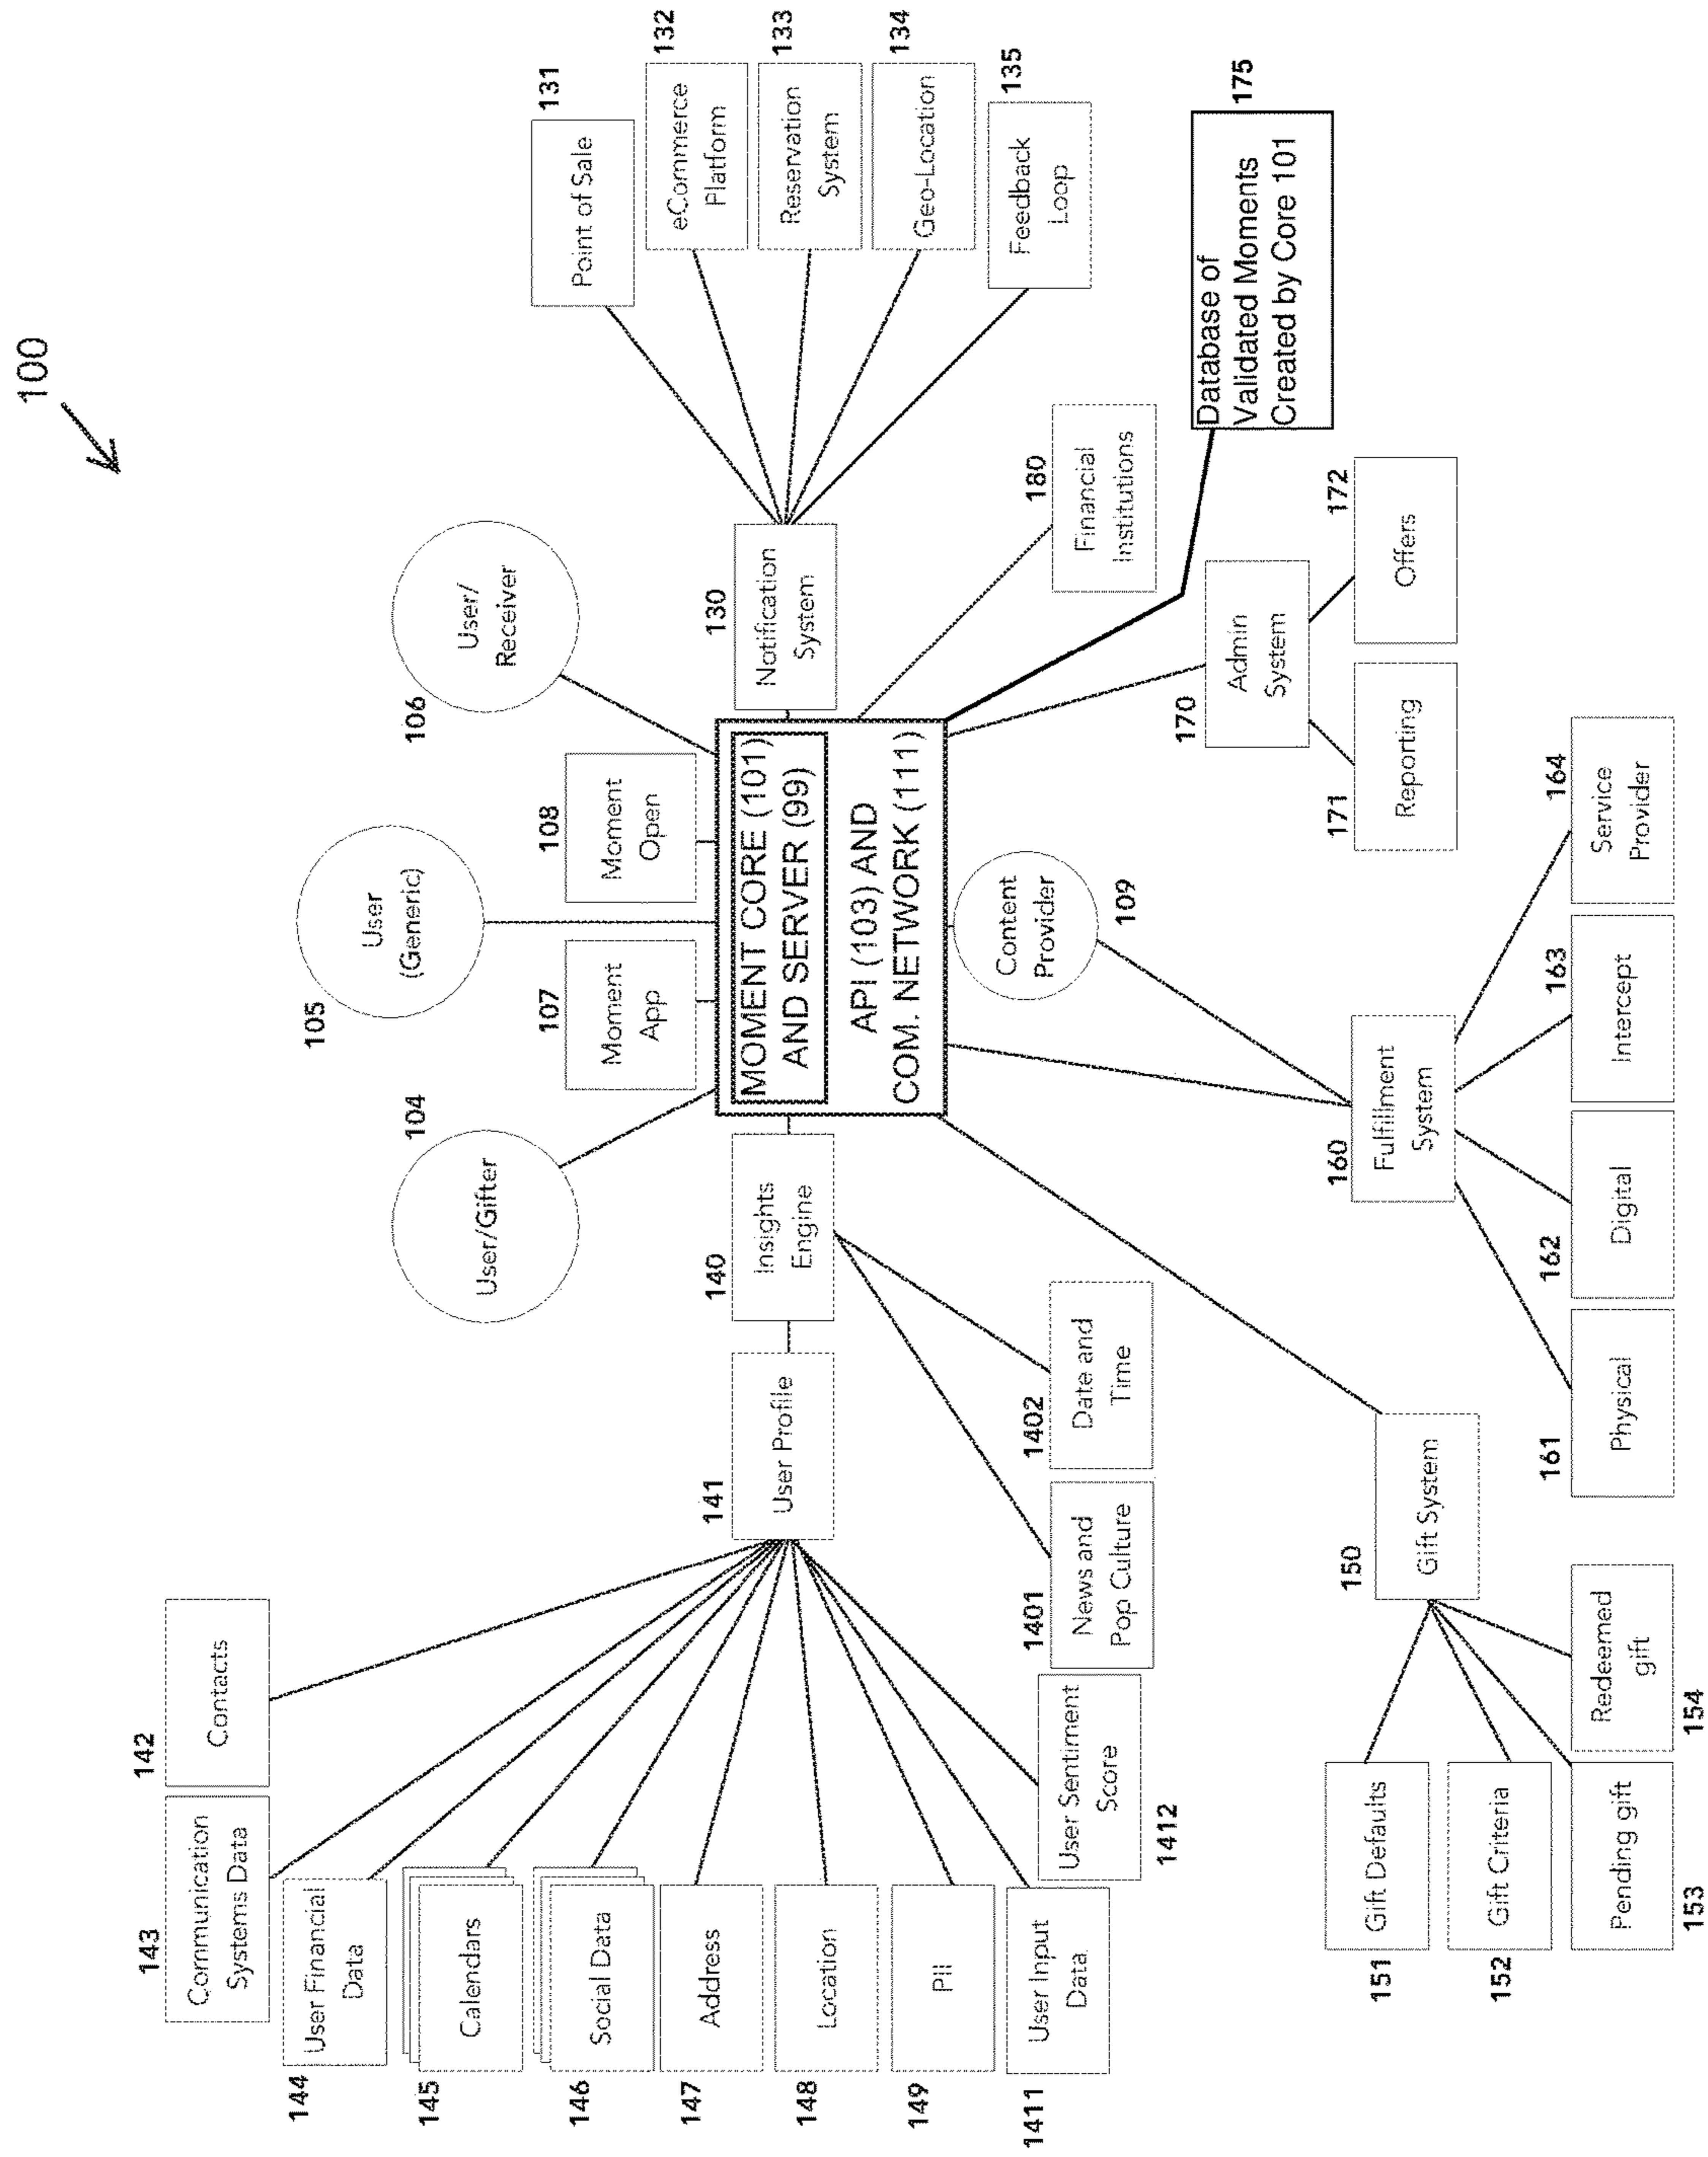 100
105
User
(Generic)
104
User/Gifter
106
User/
Receiver
107
Moment
App
108
Moment
Open
MOMENT CORE (101)
AND SERVER (99)
API (103) AND
COM. NETWORK (111)
142
Contacts
143
Communication
Systems Data
144
User Financial
Data
145
Calendars
146
Social Data
147
Address
148
Location
149
PII
1411
User Input
Data
1412
User Sentiment
Score
141
User Profile
140
Insights
Engine
1401
News and
Pop Culture
1402
Date and
Time
130
Notification
System
131
Point of Sale
132
eCommerce
Platform
133
Reservation
System
134
Geo-Location
135
Feedback
Loop
175
Database of
Validated Moments
Created by Core 101
180
Financial
Institutions
170
Admin
System
171
Reporting
172
Offers
Content
Provider
109
160
Fulfillment
System
161
Physical
162
Digital
163
Intercept
164
Service
Provider
150
Gift System
151
Gift Defaults
152
Gift Criteria
153
Pending gift
154
Redeemed
gift